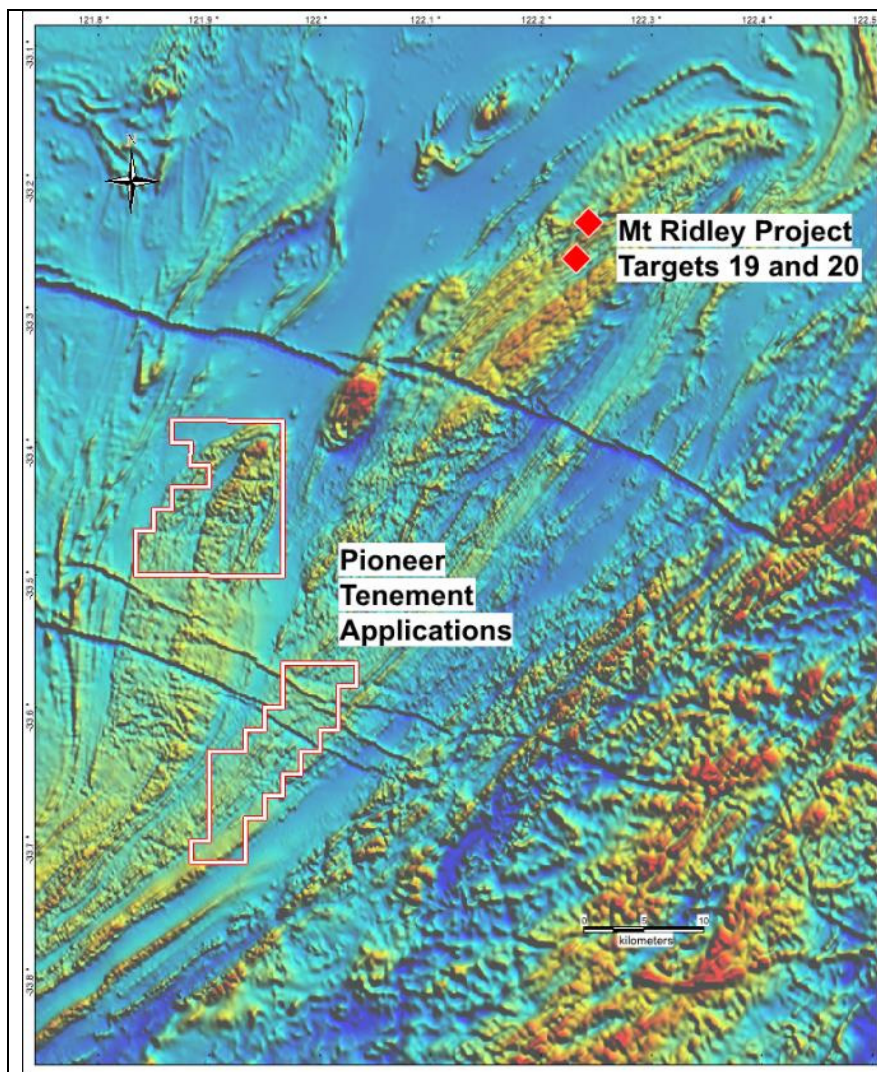 121.8 ° 121.9 ° 122 ° 122.1 ° 122.2 ° 122.3 ° 122.4 ° 122.5
-33.1 °
N
-33.2 °
Mt Ridley Project
Targets 19 and 20
-33.3 °
-33.4 °
Pioneer
Tenement
Applications
-33.5 °
-33.6 °
-33.7 °
0 5 10
kilometers
-33.8 °